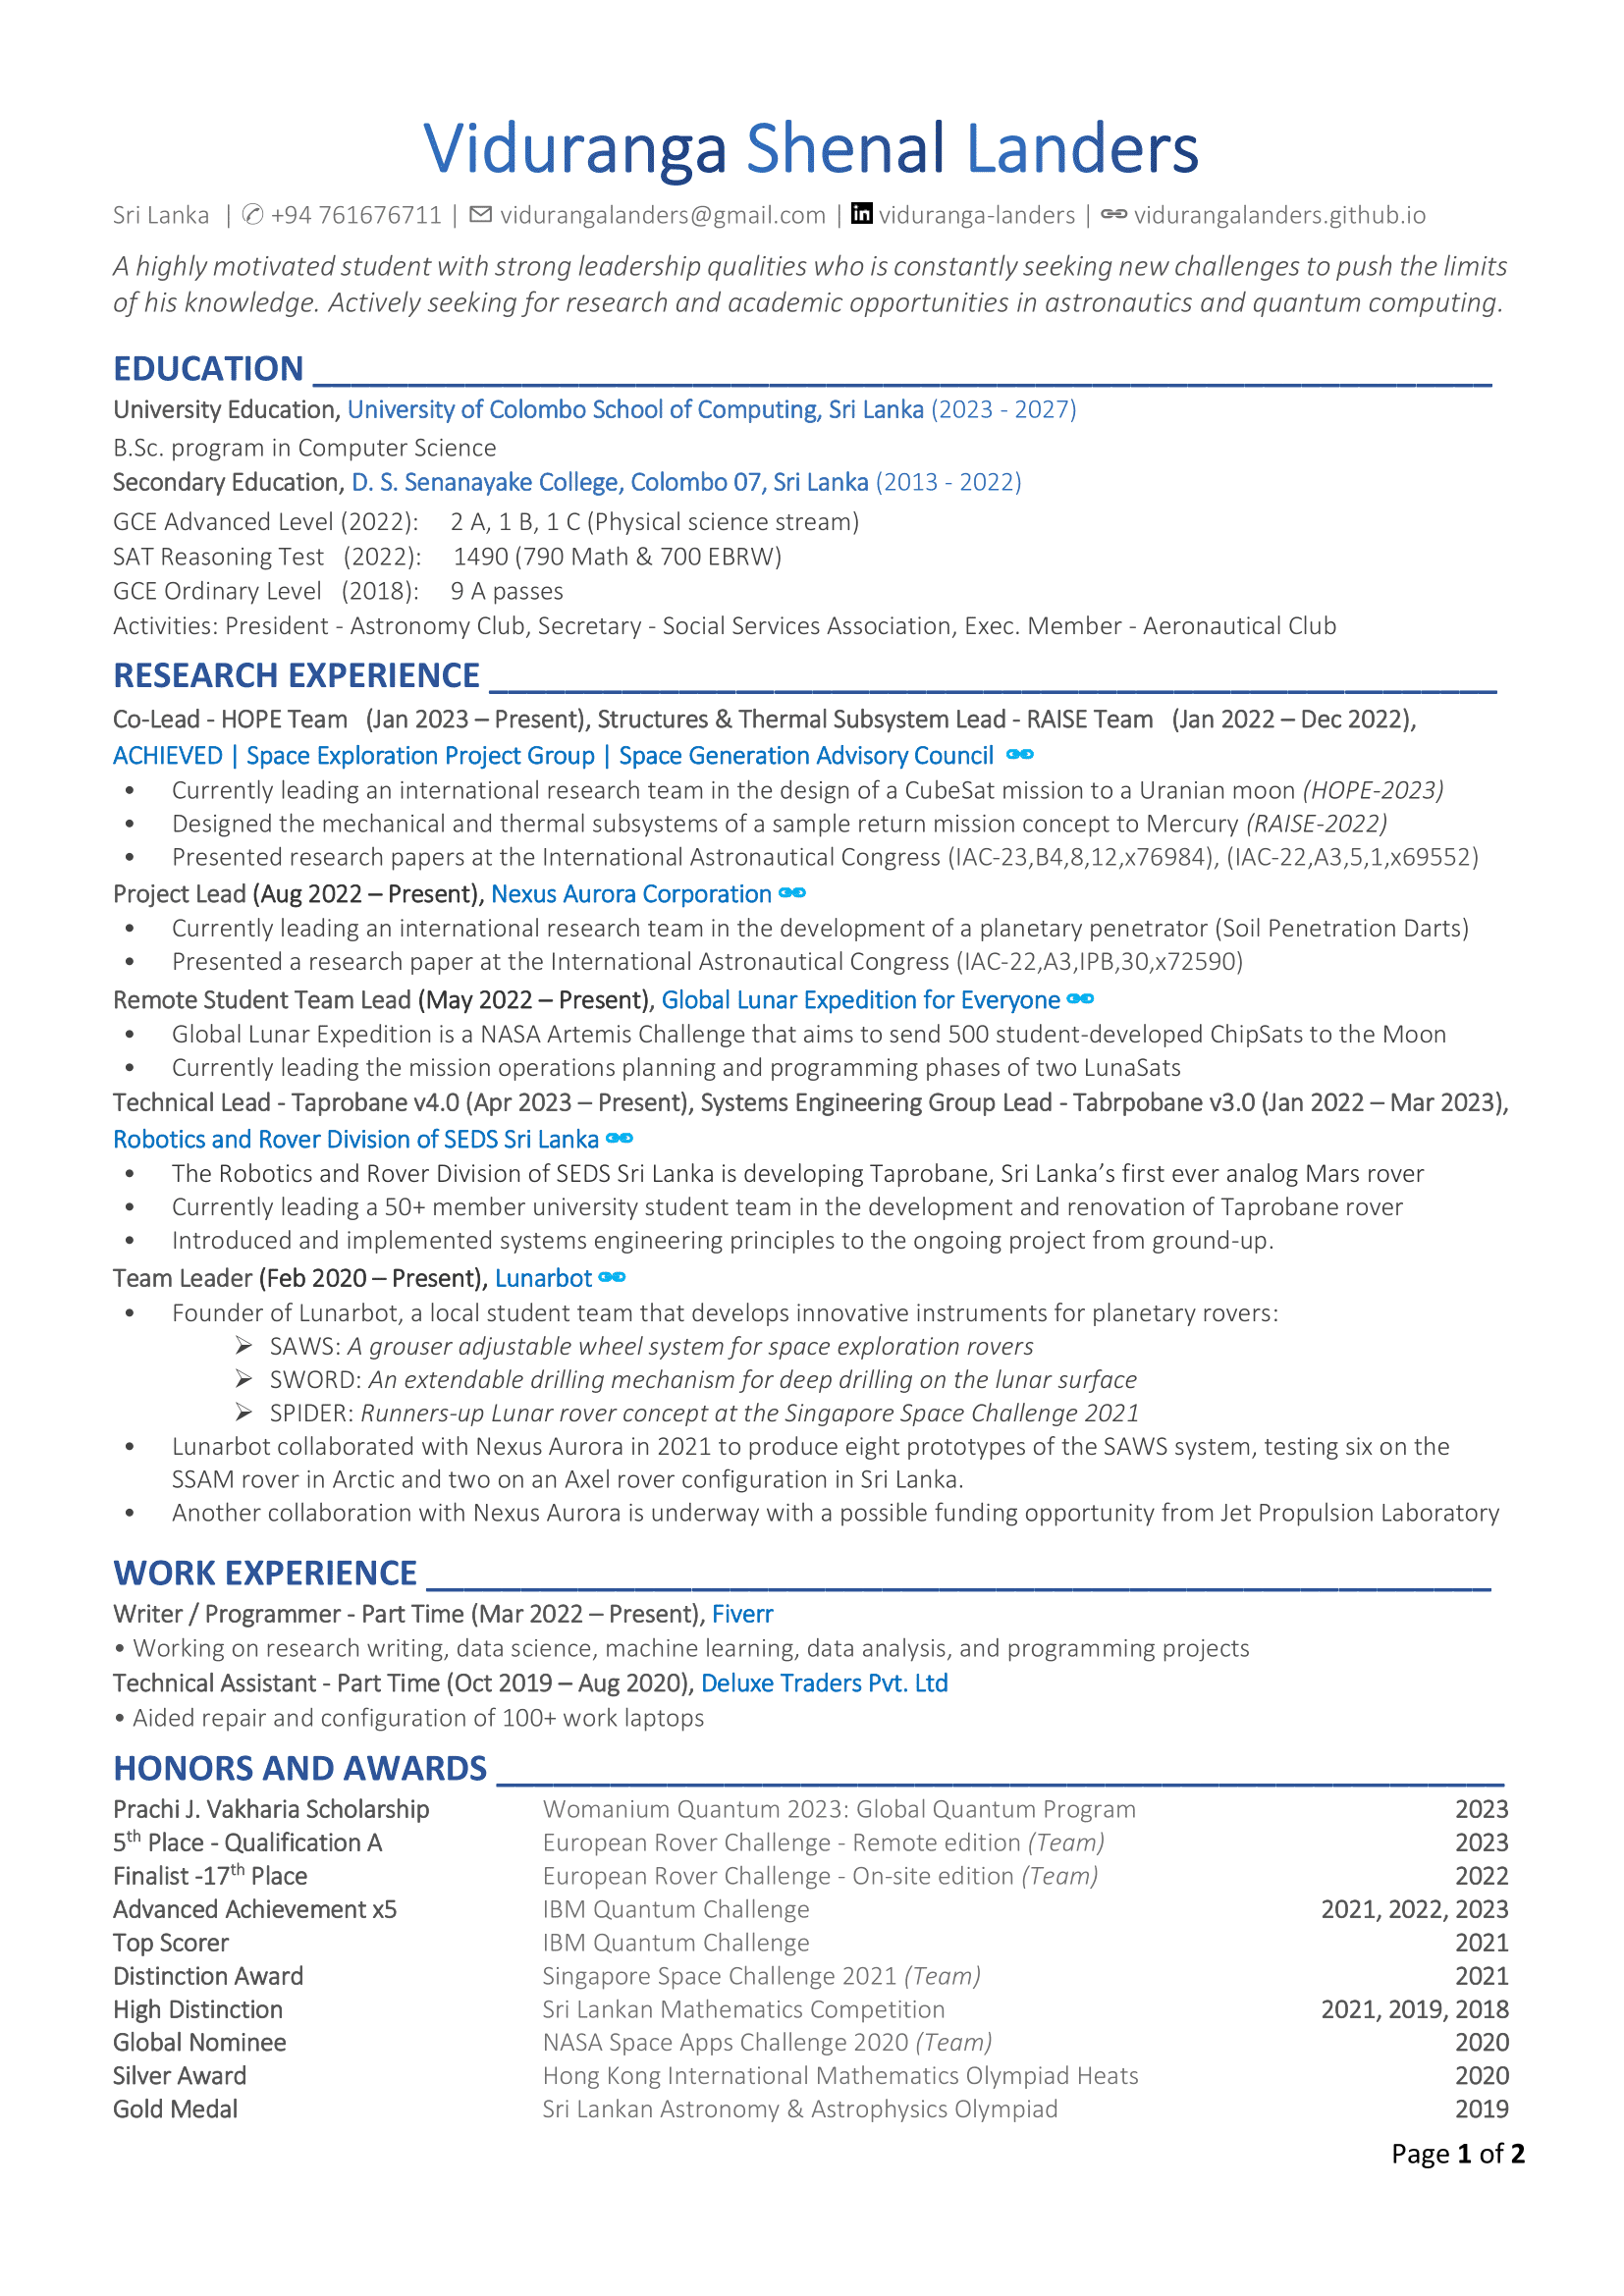 Viduranga Shenal Landers
Sri Lanka | +94 761676711 | vidurangalanders@gmail.com | in viduranga-landers | vidurangalanders.github.io
A highly motivated student with strong leadership qualities who is constantly seeking new challenges to push the limits
of his knowledge. Actively seeking for research and academic opportunities in astronautics and quantum computing.
EDUCATION
University Education, University of Colombo School of Computing, Sri Lanka (2023 - 2027)
B.Sc. program in Computer Science
Secondary Education, D. S. Senanayake College, Colombo 07, Sri Lanka (2013 - 2022)
GCE Advanced Level (2022): 2 A, 1 B, 1 C (Physical science stream)
SAT Reasoning Test (2022): 1490 (790 Math & 700 EBRW)
GCE Ordinary Level (2018): 9 A passes
Activities: President - Astronomy Club, Secretary - Social Services Association, Exec. Member - Aeronautical Club
RESEARCH EXPERIENCE
Co-Lead - HOPE Team (Jan 2023 – Present), Structures & Thermal Subsystem Lead - RAISE Team (Jan 2022 – Dec 2022),
ACHIEVED | Space Exploration Project Group | Space Generation Advisory Council
• Currently leading an international research team in the design of a CubeSat mission to a Uranian moon (HOPE-2023)
• Designed the mechanical and thermal subsystems of a sample return mission concept to Mercury (RAISE-2022)
• Presented research papers at the International Astronautical Congress (IAC-23,B4,8,12,x76984), (IAC-22,A3,5,1,x69552)
Project Lead (Aug 2022 – Present), Nexus Aurora Corporation
• Currently leading an international research team in the development of a planetary penetrator (Soil Penetration Darts)
• Presented a research paper at the International Astronautical Congress (IAC-22,A3,IPB,30,x72590)
Remote Student Team Lead (May 2022 – Present), Global Lunar Expedition for Everyone
• Global Lunar Expedition is a NASA Artemis Challenge that aims to send 500 student-developed ChipSats to the Moon
• Currently leading the mission operations planning and programming phases of two LunaSats
Technical Lead - Taprobane v4.0 (Apr 2023 – Present), Systems Engineering Group Lead - Tabrpobane v3.0 (Jan 2022 – Mar 2023),
Robotics and Rover Division of SEDS Sri Lanka
• The Robotics and Rover Division of SEDS Sri Lanka is developing Taprobane, Sri Lanka’s first ever analog Mars rover
• Currently leading a 50+ member university student team in the development and renovation of Taprobane rover
• Introduced and implemented systems engineering principles to the ongoing project from ground-up.
Team Leader (Feb 2020 – Present), Lunarbot
• Founder of Lunarbot, a local student team that develops innovative instruments for planetary rovers:
➢ SAWS: A grouser adjustable wheel system for space exploration rovers
➢ SWORD: An extendable drilling mechanism for deep drilling on the lunar surface
➢ SPIDER: Runners-up Lunar rover concept at the Singapore Space Challenge 2021
• Lunarbot collaborated with Nexus Aurora in 2021 to produce eight prototypes of the SAWS system, testing six on the
SSAM rover in Arctic and two on an Axel rover configuration in Sri Lanka.
• Another collaboration with Nexus Aurora is underway with a possible funding opportunity from Jet Propulsion Laboratory
WORK EXPERIENCE
Writer / Programmer - Part Time (Mar 2022 – Present), Fiverr
• Working on research writing, data science, machine learning, data analysis, and programming projects
Technical Assistant - Part Time (Oct 2019 – Aug 2020), Deluxe Traders Pvt. Ltd
• Aided repair and configuration of 100+ work laptops
HONORS AND AWARDS
Prachi J. Vakharia Scholarship Womanium Quantum 2023: Global Quantum Program 2023
5th Place - Qualification A European Rover Challenge - Remote edition (Team) 2023
Finalist -17th Place European Rover Challenge - On-site edition (Team) 2022
Advanced Achievement x5 IBM Quantum Challenge 2021, 2022, 2023
Top Scorer IBM Quantum Challenge 2021
Distinction Award Singapore Space Challenge 2021 (Team) 2021
High Distinction Sri Lankan Mathematics Competition 2021, 2019, 2018
Global Nominee NASA Space Apps Challenge 2020 (Team) 2020
Silver Award Hong Kong International Mathematics Olympiad Heats 2020
Gold Medal Sri Lankan Astronomy & Astrophysics Olympiad 2019
Page 1 of 2